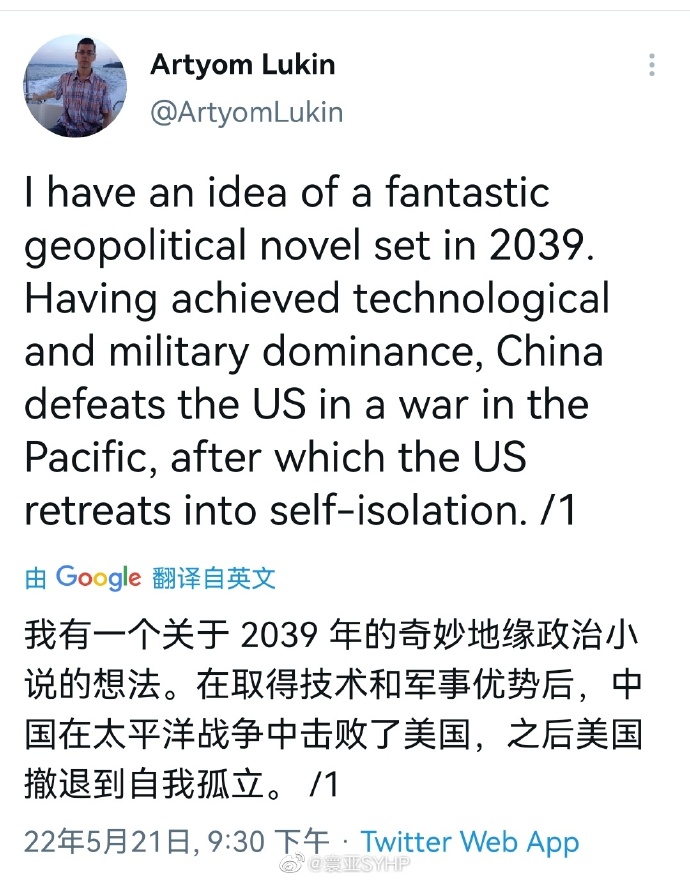 Artyom Lukin
@ArtyomLukin
I have an idea of a fantastic
geopolitical novel set in 2039.
Having achieved technological
and military dominance, China
defeats the US in a war in the
Pacific, after which the US
retreats into self-isolation. /1
由 Google 翻译自英文
我有一个关于 2039 年的奇妙地缘政治小
说的想法。在取得技术和军事优势后，中
国在太平洋战争中击败了美国，之后美国
撤退到自我孤立。 /1
22年5月21日, 9:30 下午 · Twitter Web App
@寰亚SYHP